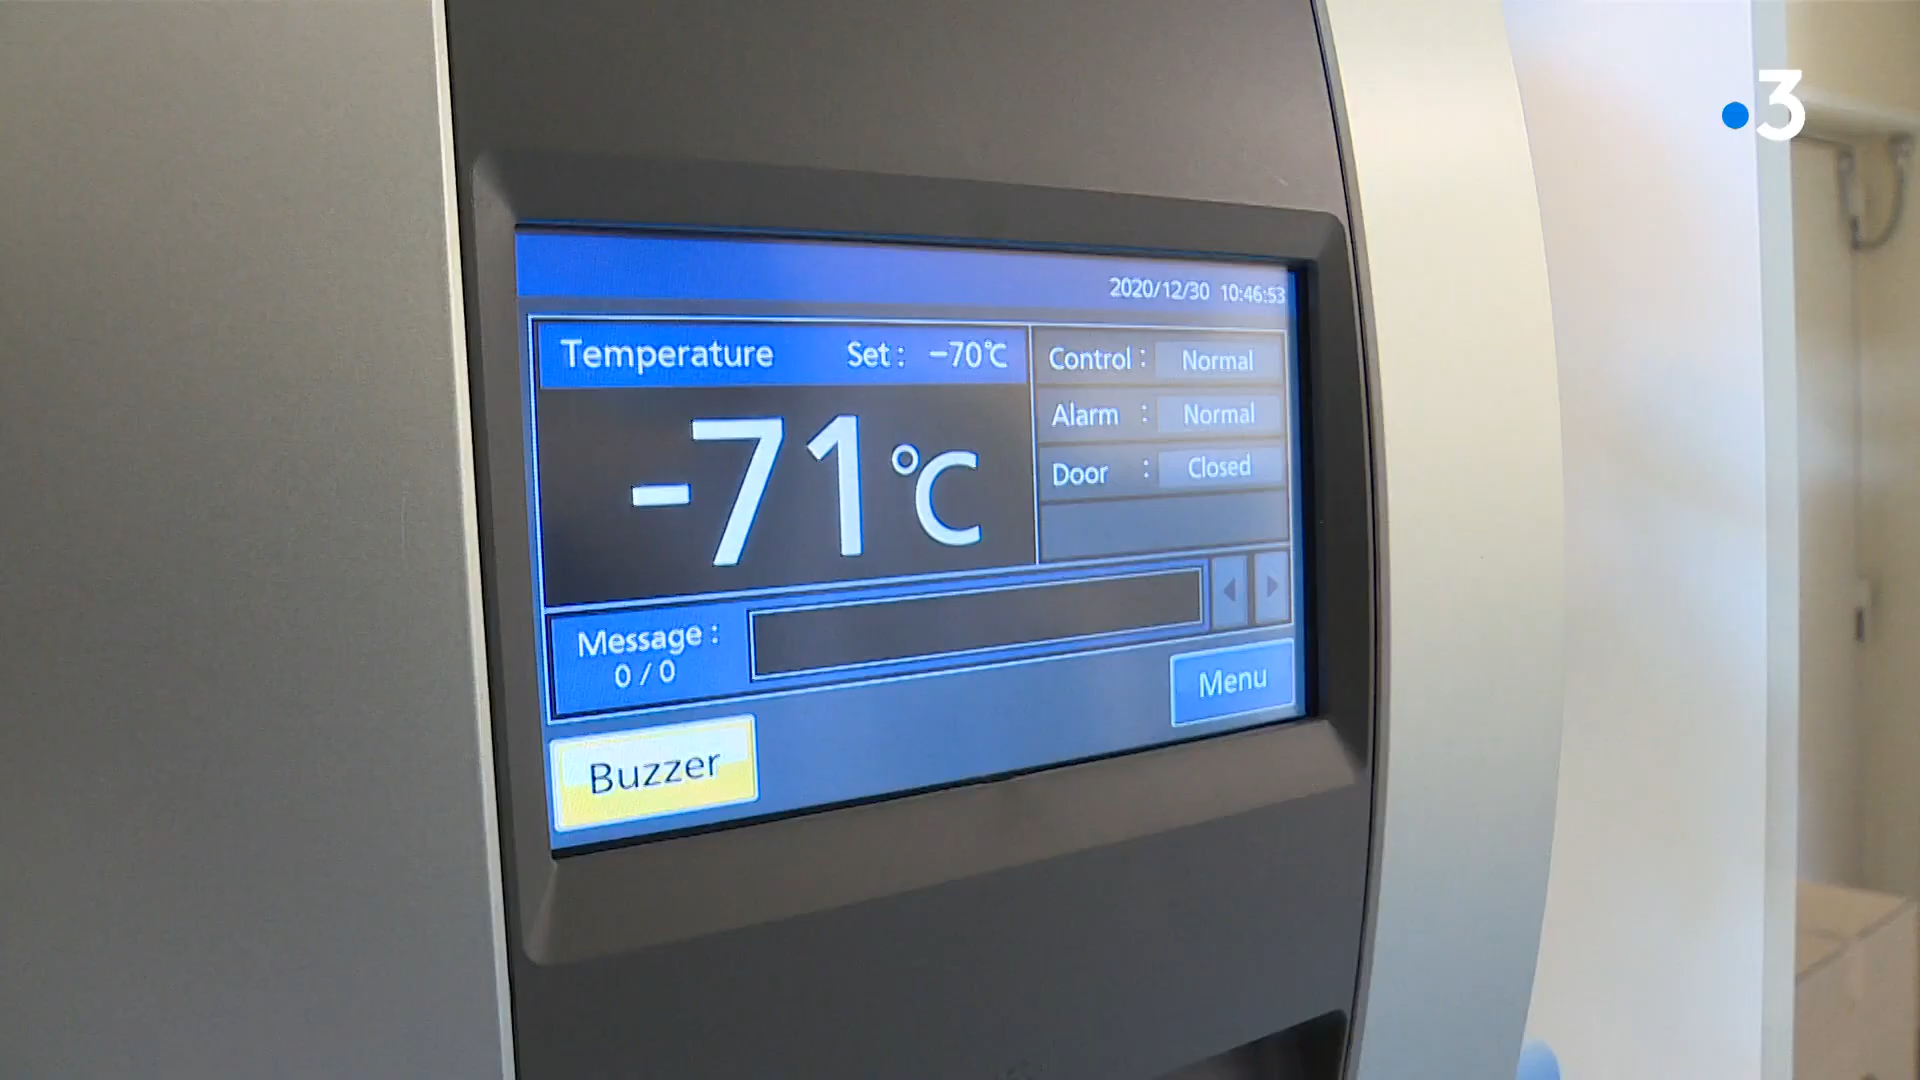 3
2020/12/30 10:46:53
Temperature Set : -70℃
-71℃
Control : Normal
Alarm : Normal
Door : Closed
Message :
0 / 0
Menu
Buzzer